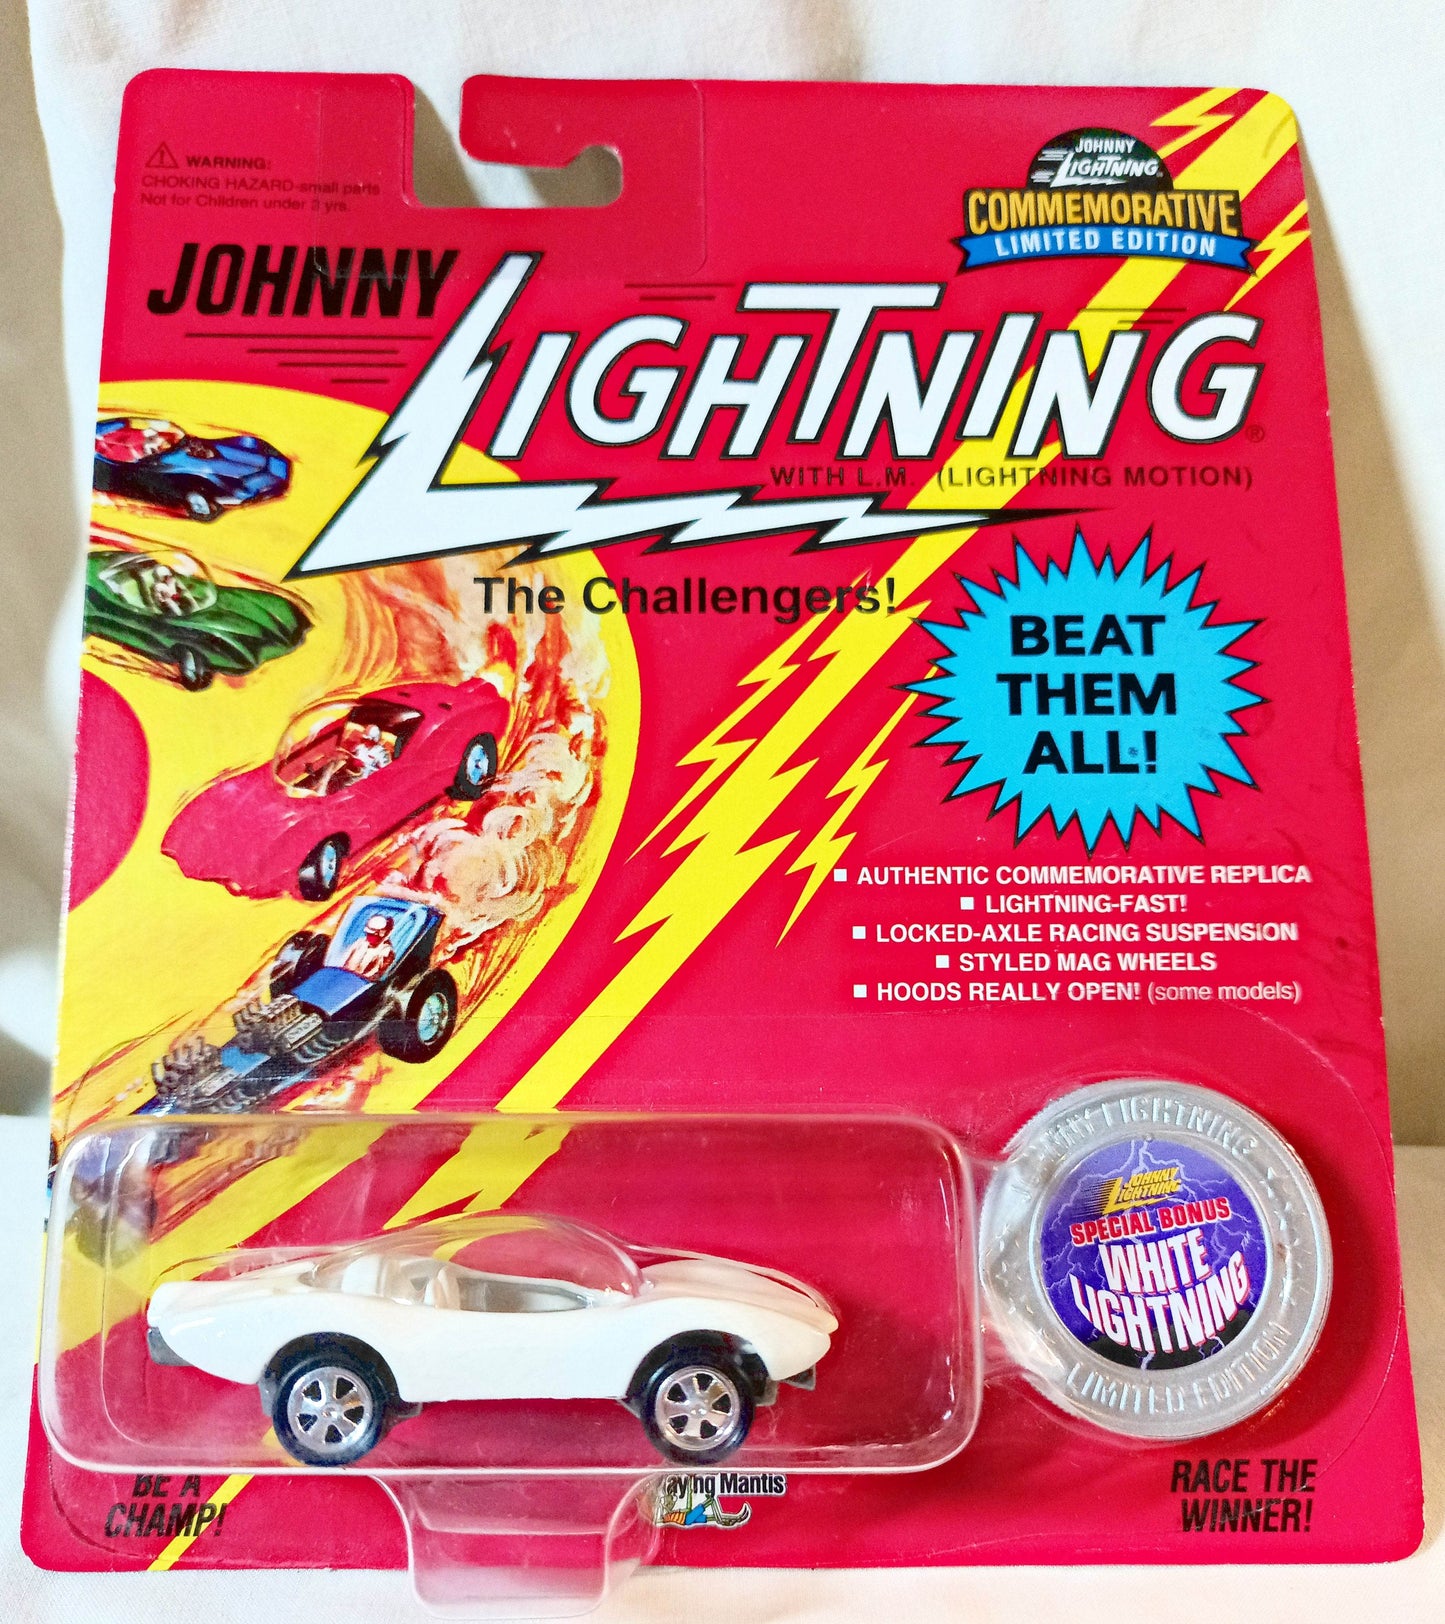 WARNING:
CHOKING HAZARD-small parts
Not for Children under 3 yrs.
JOHNNY
LIGHTNING
COMMEMORATIVE
LIMITED EDITION
JOHNNY
LIGHTNING®
WITH L.M. (LIGHTNING MOTION)
The Challengers!
BEAT
THEM
ALL!
AUTHENTIC COMMEMORATIVE REPLICA
LIGHTNING-FAST!
LOCKED-AXLE RACING SUSPENSION
STYLED MAG WHEELS
HOODS REALLY OPEN! (some models)
JOHNNY LIGHTNING
JOHNNY
LIGHTNING
SPECIAL BONUS
WHITE
LIGHTNING
LIMITED EDITION
BE A
CHAMP!
aying Mantis
RACE THE
WINNER!